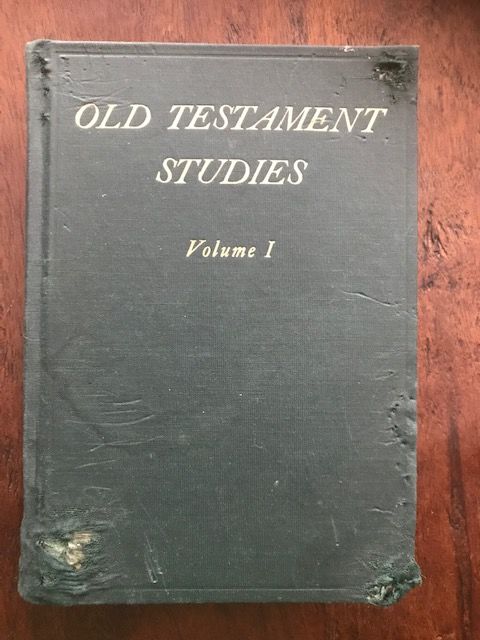 OLD TESTAMENT
STUDIES
Volume I